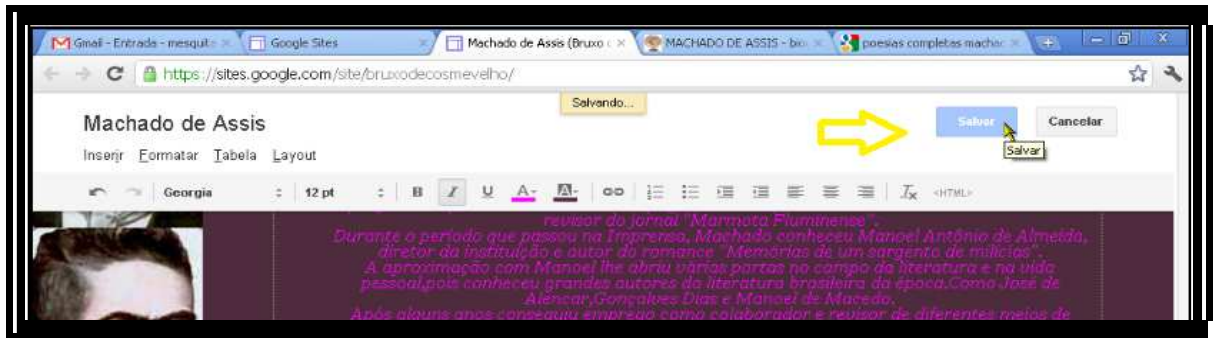 Gmail - Entrada - mesquit
Google Sites
Machado de Assis (Bruxo
MACHADO DE ASSIS - bio
poesias completas machac
https://sites.google.com/site/bruxodecosmevelho/
Salvando...
Machado de Assis
Salvar
Cancelar
Salvar
Inserir Formatar Tabela Layout
Georgia
12 pt
B I U A A
Tx
<HTML>
revisor do jornal "Marmota Fluminense".
Durante o período que passou na Imprensa, Machado conheceu Manoel Antônio de Almeida,
diretor da instituição e autor do romance "Memórias de um sargento de milícias".
A aproximação com Manoel lhe abriu várias portas no campo da literatura e na vida
pessoal,pois conheceu grandes autores da literatura brasileira da época.Como José de
Alencar,Gonçalves Dias e Manoel de Macedo.
Após alguns anos conseguiu emprego como colaborador e revisor de diferentes meios de